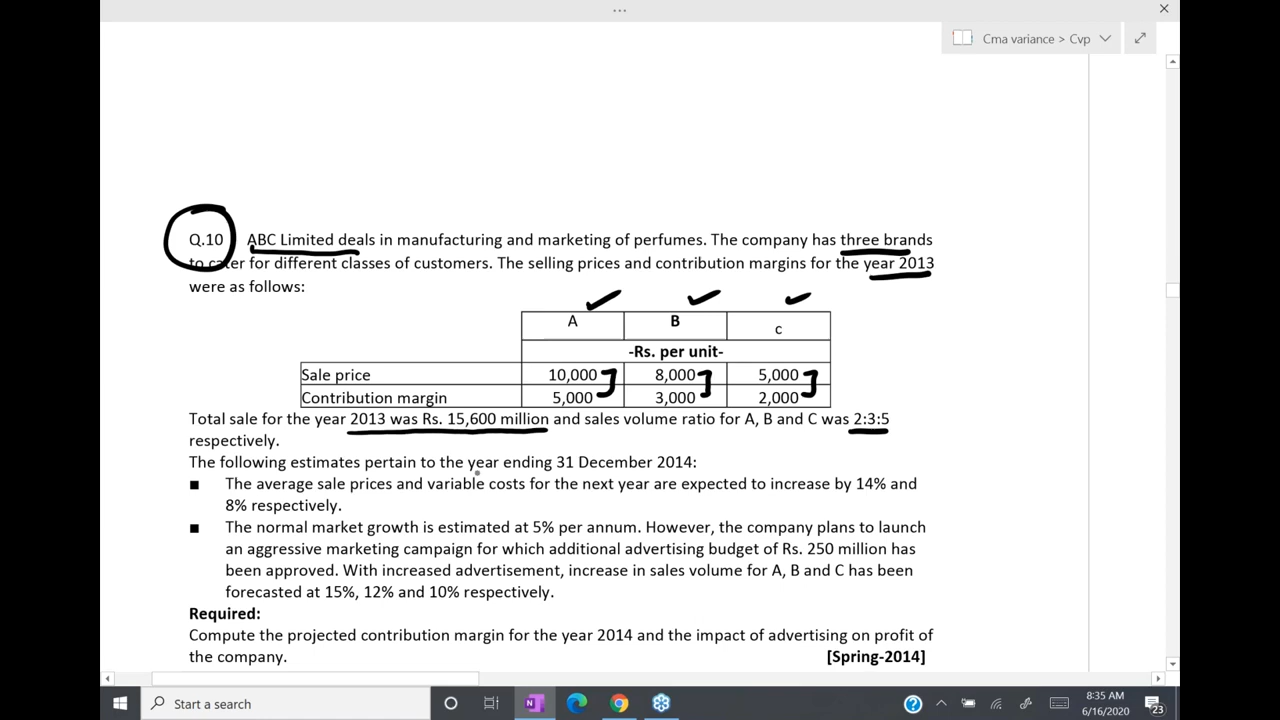 Cma variance > Cvp
Q.10 ABC Limited deals in manufacturing and marketing of perfumes. The company has three brands
to cater for different classes of customers. The selling prices and contribution margins for the year 2013
were as follows:
A B c
-Rs. per unit-
Sale price 10,000 8,000 5,000
Contribution margin 5,000 3,000 2,000
Total sale for the year 2013 was Rs. 15,600 million and sales volume ratio for A, B and C was 2:3:5
respectively.
The following estimates pertain to the year ending 31 December 2014:
■ The average sale prices and variable costs for the next year are expected to increase by 14% and
8% respectively.
■ The normal market growth is estimated at 5% per annum. However, the company plans to launch
an aggressive marketing campaign for which additional advertising budget of Rs. 250 million has
been approved. With increased advertisement, increase in sales volume for A, B and C has been
forecasted at 15%, 12% and 10% respectively.
Required:
Compute the projected contribution margin for the year 2014 and the impact of advertising on profit of
the company. [Spring-2014]
Start a search
8:35 AM
6/16/2020
23